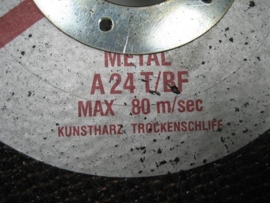 METAL
A 24 T/BF
MAX 80 m/sec
KUNSTHARZ TROCKENSCHLIFF